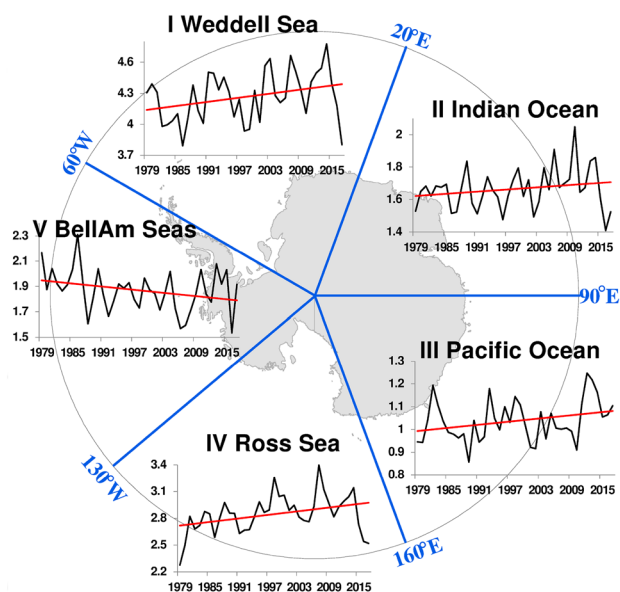 I Weddell Sea
4.6
4.3
4
3.7
1979 1985 1991 1997 2003 2009 2015
20°E
II Indian Ocean
2
1.8
1.6
1.4
1979 1985 1991 1997 2003 2009 2015
60°W
V BellAm Seas
2.3
2.1
1.9
1.7
1.5
1979 1985 1991 1997 2003 2009 2015
90°E
III Pacific Ocean
1.3
1.2
1.1
1
0.9
0.8
1979 1985 1991 1997 2003 2009 2015
130°W
IV Ross Sea
3.4
3.1
2.8
2.5
2.2
1979 1985 1991 1997 2003 2009 2015
160°E